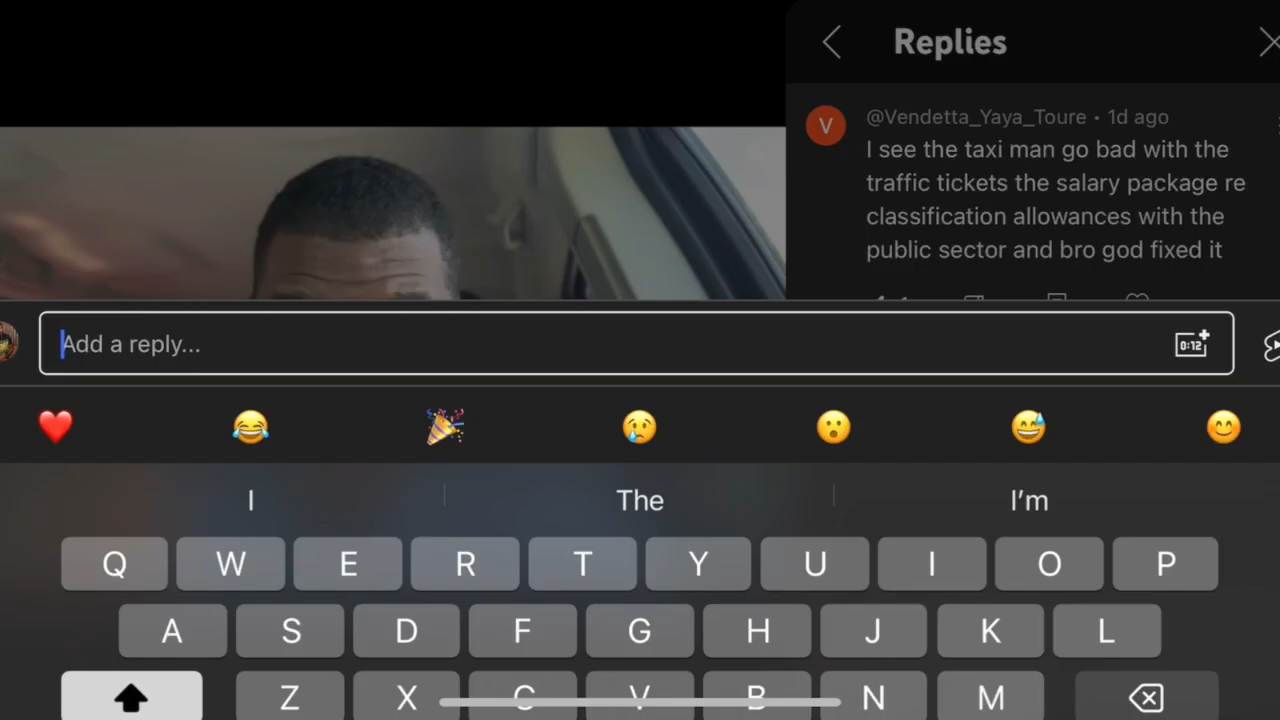 Replies
V
@Vendetta_Yaya_Toure • 1d ago
I see the taxi man go bad with the
traffic tickets the salary package re
classification allowances with the
public sector and bro god fixed it
Add a reply...
0:12
I The I'm
Q W E R T Y U I O P
A S D F G H J K L
Z X C V B N M